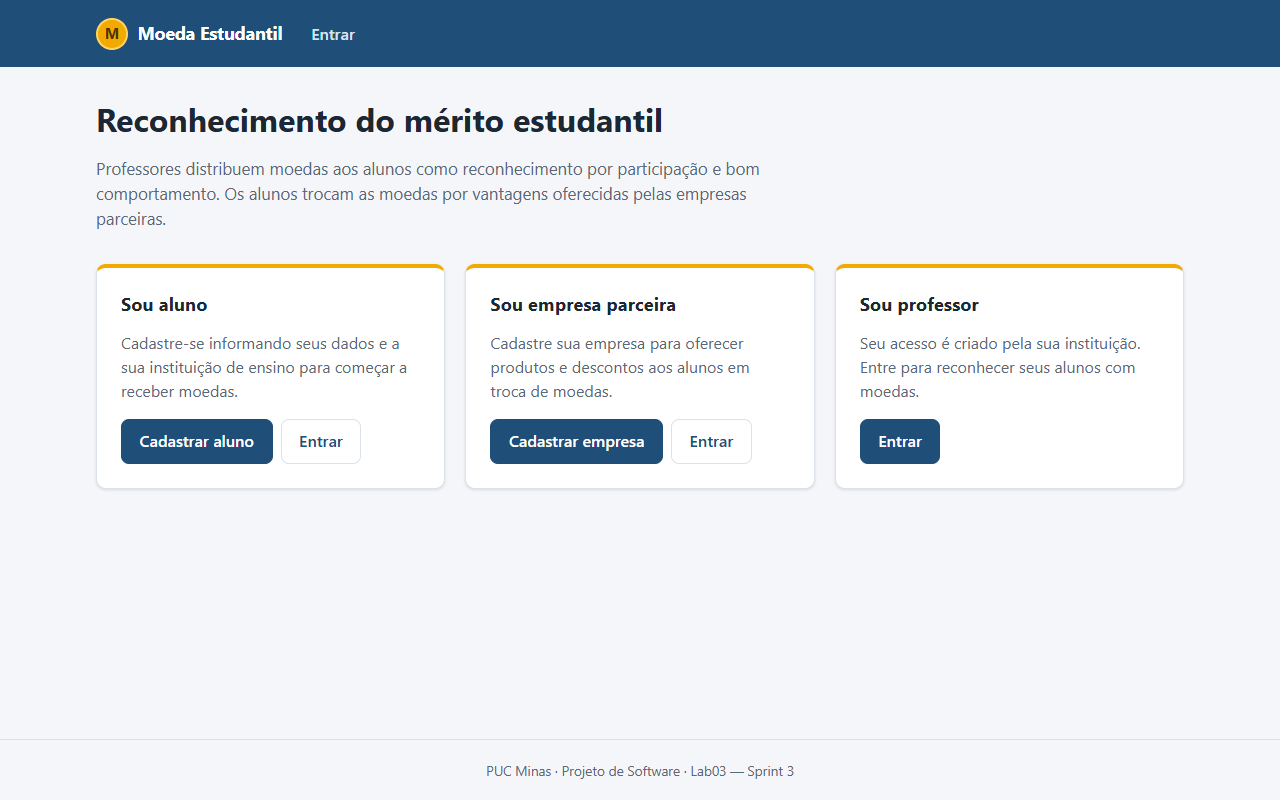 M
Moeda Estudantil
Entrar
Reconhecimento do mérito estudantil
Professores distribuem moedas aos alunos como reconhecimento por participação e bom
comportamento. Os alunos trocam as moedas por vantagens oferecidas pelas empresas
parceiras.
Sou aluno
Cadastre-se informando seus dados e a
sua instituição de ensino para começar a
receber moedas.
Cadastrar aluno
Entrar
Sou empresa parceira
Cadastre sua empresa para oferecer
produtos e descontos aos alunos em
troca de moedas.
Cadastrar empresa
Entrar
Sou professor
Seu acesso é criado pela sua instituição.
Entre para reconhecer seus alunos com
moedas.
Entrar
PUC Minas · Projeto de Software · Lab03 — Sprint 3